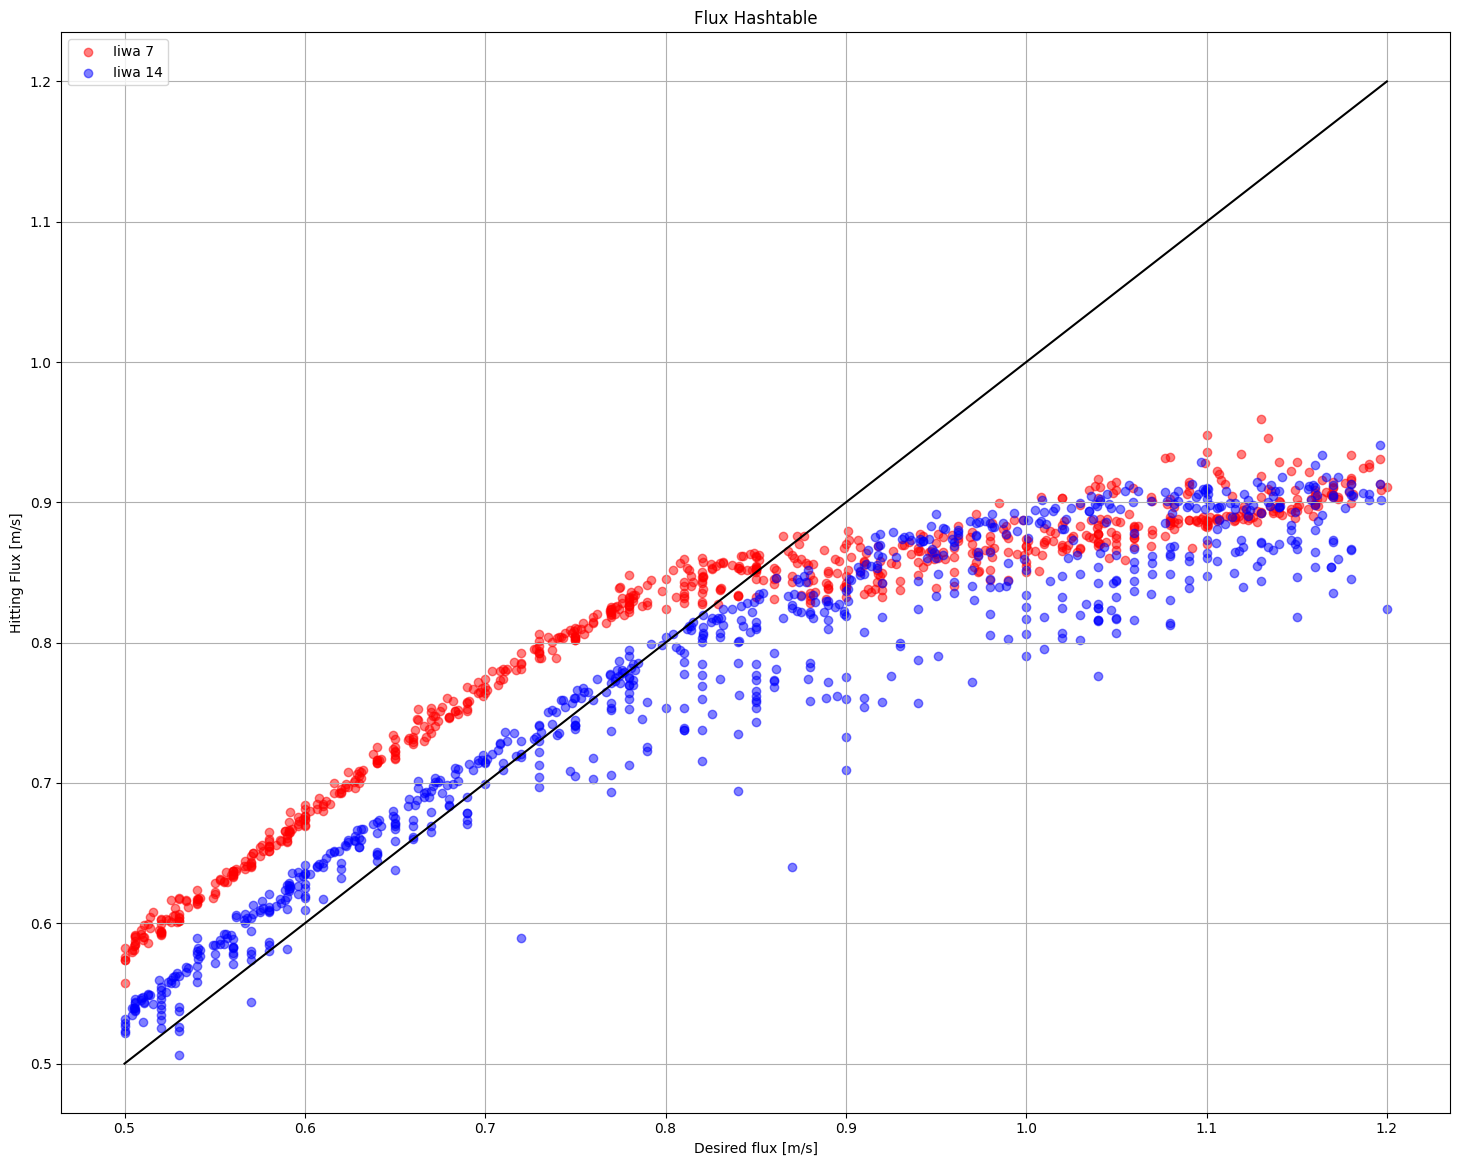 Flux Hashtable
Iiwa 7
Iiwa 14
Hitting Flux [m/s]
1.2
1.1
1.0
0.9
0.8
0.7
0.6
0.5
0.5 0.6 0.7 0.8 0.9 1.0 1.1 1.2
Desired flux [m/s]